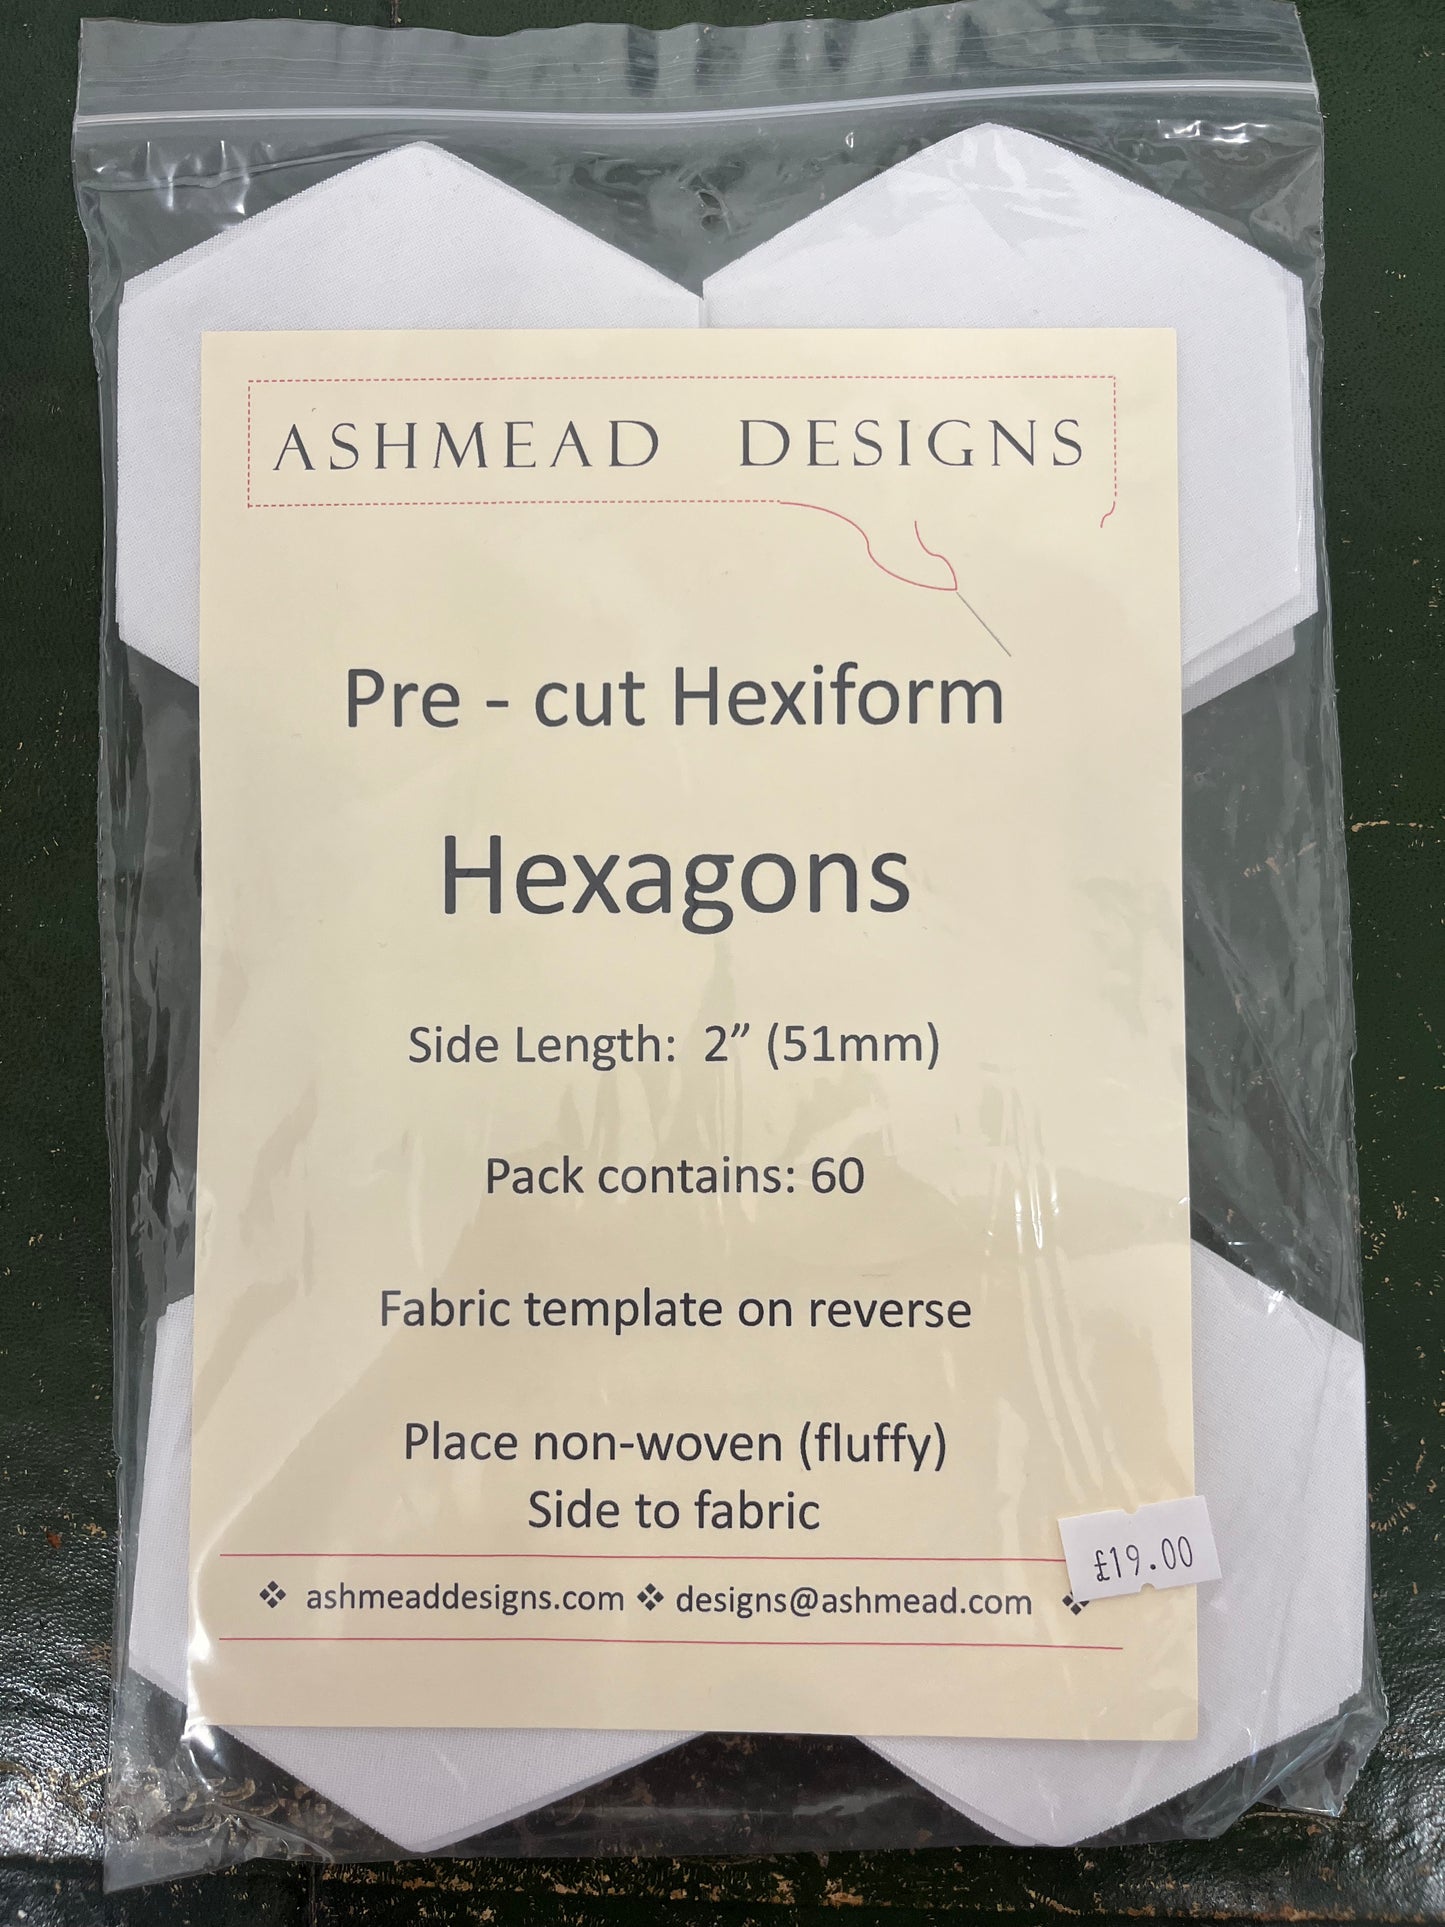 ASHMEAD DESIGNS
Pre - cut Hexiform
Hexagons
Side Length: 2” (51mm)
Pack contains: 60
Fabric template on reverse
Place non-woven (fluffy)
Side to fabric
£19.00
❖ ashmeaddesigns.com ❖ designs@ashmead.com ❖